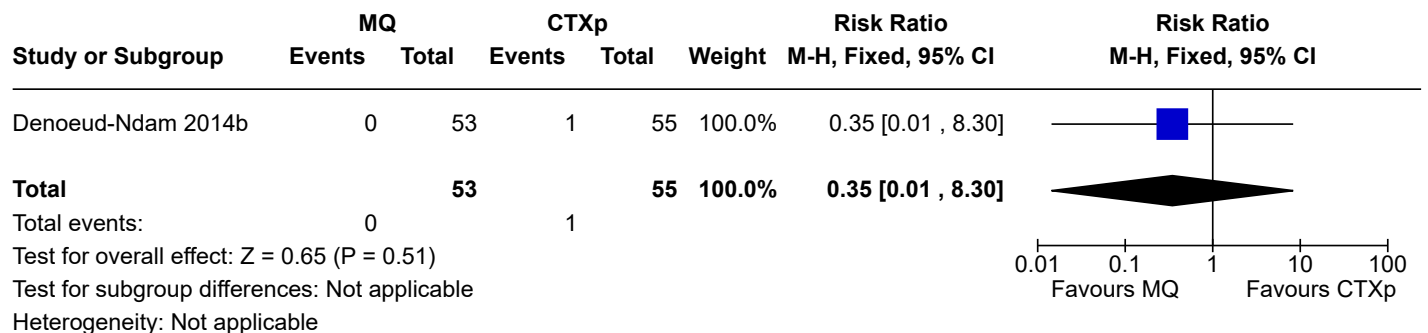 MQ CTXp Risk Ratio Risk Ratio
Study or Subgroup Events Total Events Total Weight M-H, Fixed, 95% CI M-H, Fixed, 95% CI
Denoeud-Ndam 2014b 0 53 1 55 100.0% 0.35 [0.01 , 8.30]
Total 53 55 100.0% 0.35 [0.01 , 8.30]
Total events: 0 1
Test for overall effect: Z = 0.65 (P = 0.51)
Test for subgroup differences: Not applicable
Heterogeneity: Not applicable
0.01 0.1 1 10 100
Favours MQ Favours CTXp